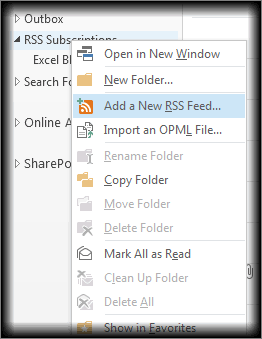 Outbox
RSS Subscriptions
Excel B
Search Fo
Online A
SharePo
Open in New Window
New Folder...
Add a New RSS Feed...
Import an OPML File...
Rename Folder
Copy Folder
Move Folder
Delete Folder
Mark All as Read
Clean Up Folder
Delete All
Show in Favorites